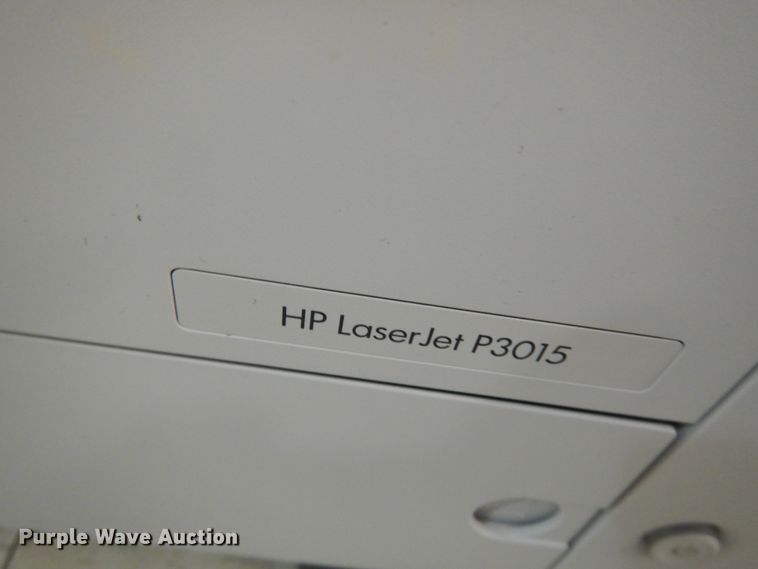 HP LaserJet P3015
Purple Wave Auction